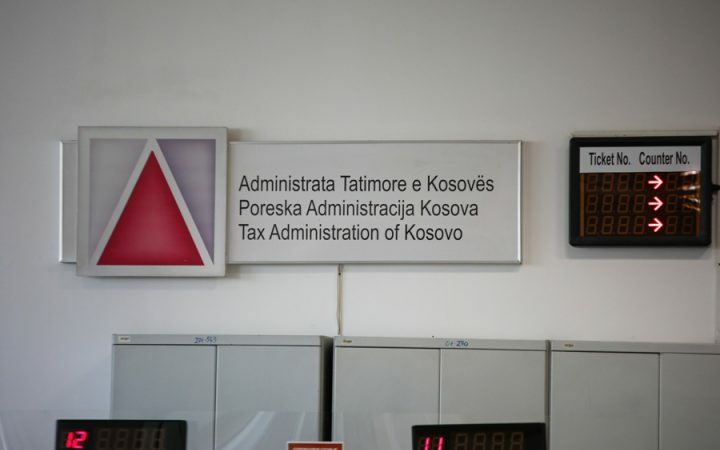 Administrata Tatimore e Kosovës
Poreska Administracija Kosova
Tax Administration of Kosovo
Ticket No. Counter No.
12
11